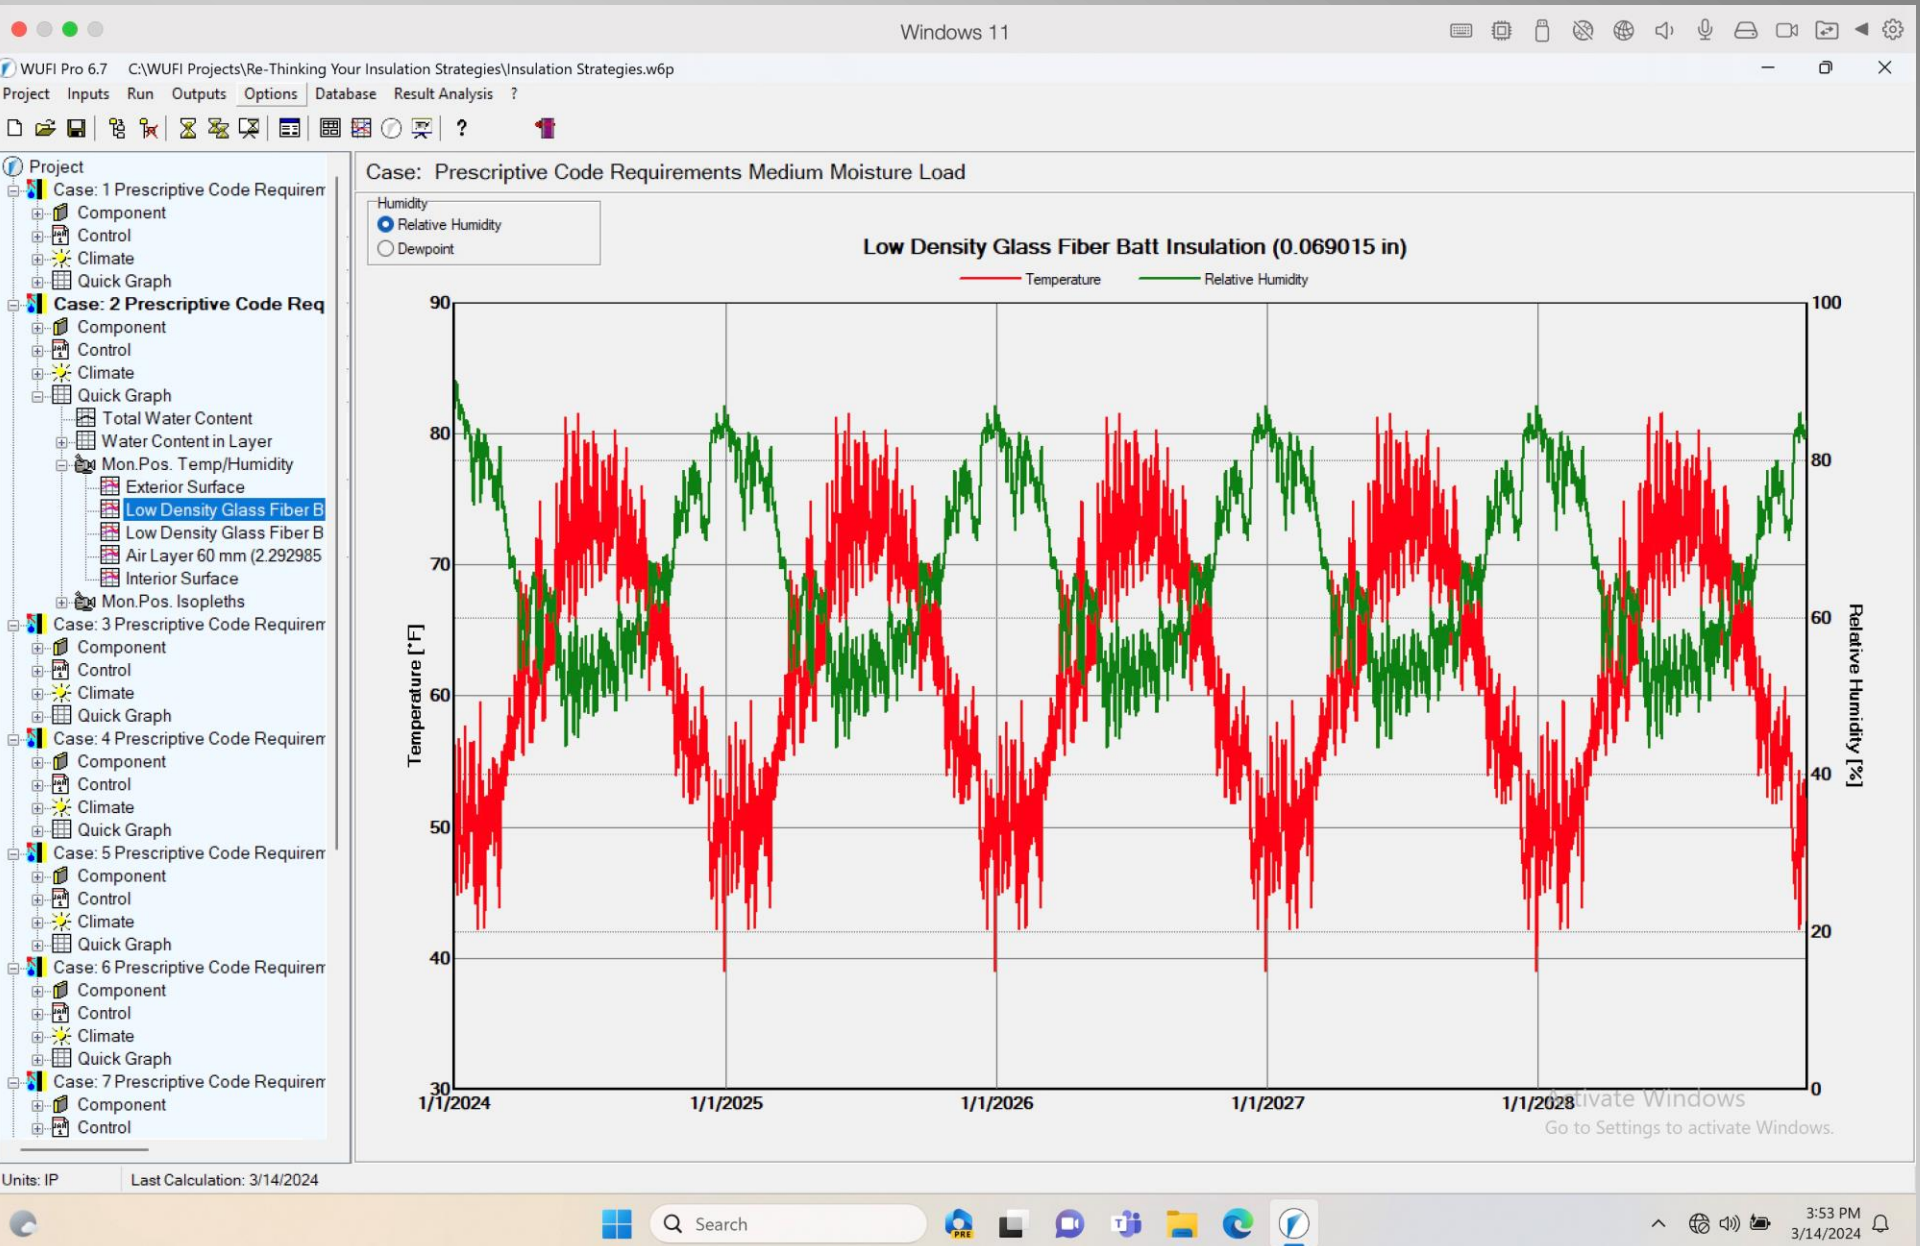 Windows 11
WUFI Pro 6.7 C:\WUFI Projects\Re-Thinking Your Insulation Strategies\Insulation Strategies.w6p
Project Inputs Run Outputs Options Database Result Analysis ?
Project
Case: 1 Prescriptive Code Requirem
Component
Control
Climate
Quick Graph
Case: 2 Prescriptive Code Req
Component
Control
Climate
Quick Graph
Total Water Content
Water Content in Layer
Mon.Pos. Temp/Humidity
Exterior Surface
Low Density Glass Fiber B
Low Density Glass Fiber B
Air Layer 60 mm (2.292985
Interior Surface
Mon.Pos. Isopleths
Case: 3 Prescriptive Code Requirem
Component
Control
Climate
Quick Graph
Case: 4 Prescriptive Code Requirem
Component
Control
Climate
Quick Graph
Case: 5 Prescriptive Code Requirem
Component
Control
Climate
Quick Graph
Case: 6 Prescriptive Code Requirem
Component
Control
Climate
Quick Graph
Case: 7 Prescriptive Code Requirem
Component
Control
Case: Prescriptive Code Requirements Medium Moisture Load
Humidity
Relative Humidity
Dewpoint
Low Density Glass Fiber Batt Insulation (0.069015 in)
Temperature Relative Humidity
90
80
70
60
50
40
30
Temperature [°F]
100
80
60
40
20
0
Relative Humidity [%]
1/1/2024 1/1/2025 1/1/2026 1/1/2027 1/1/2028
Activate Windows
Go to Settings to activate Windows.
Units: IP Last Calculation: 3/14/2024
Search
PRE
3:53 PM
3/14/2024